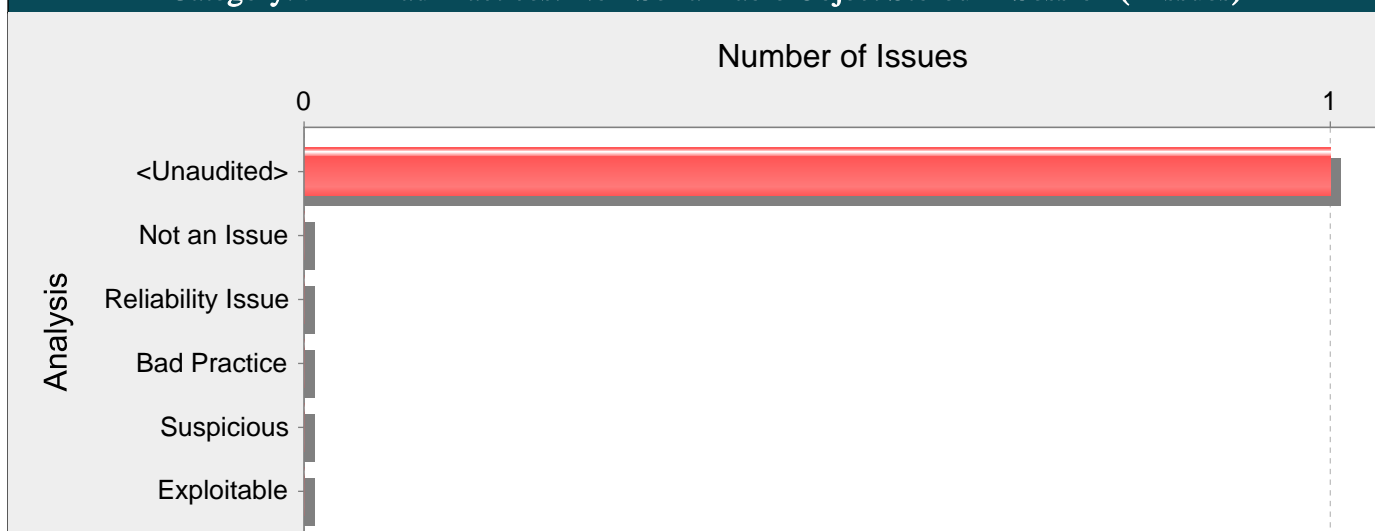 Number of Issues
0 1
<Unaudited>
Not an Issue
Reliability Issue
Bad Practice
Suspicious
Exploitable
Analysis